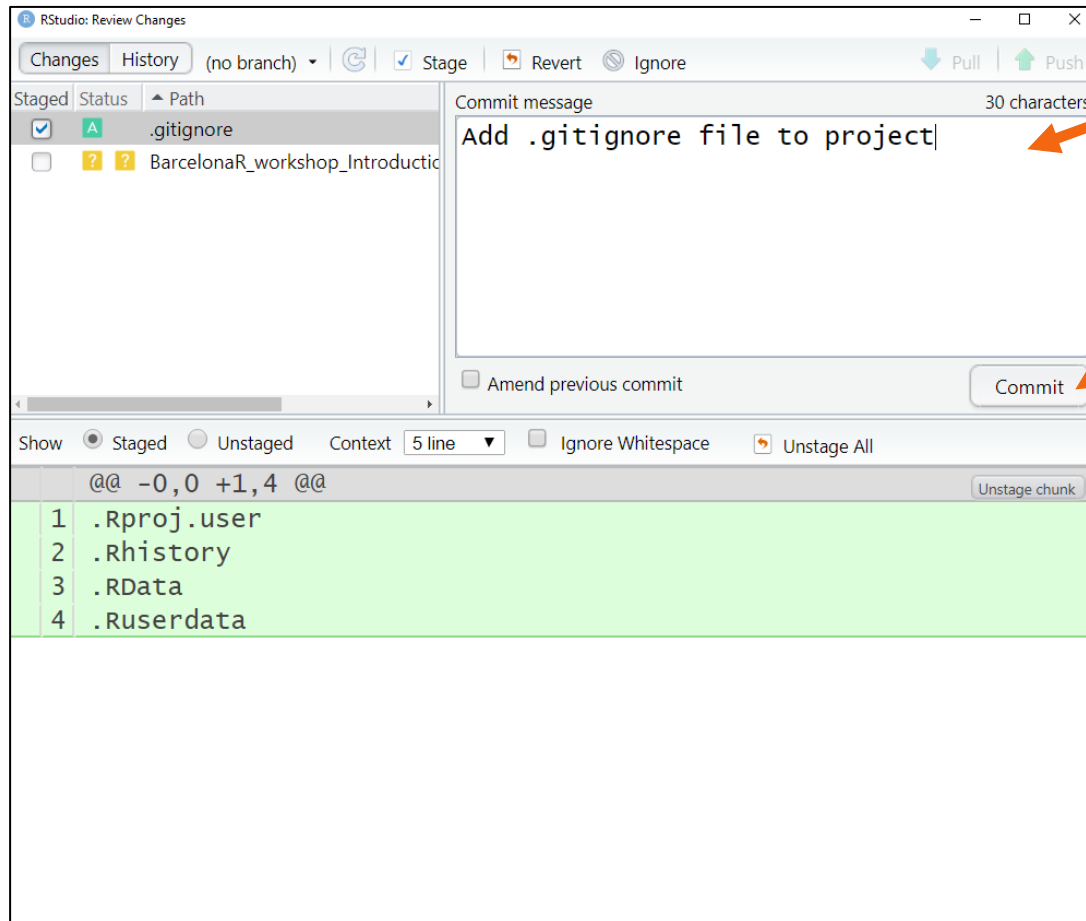 R RStudio: Review Changes
Changes History (no branch) Stage Revert Ignore Pull Push
Staged Status Path
A .gitignore
? ? BarcelonaR_workshop_Introductic
Commit message 30 characters
Add .gitignore file to project
Amend previous commit Commit
Show Staged Unstaged Context 5 line Ignore Whitespace Unstage All
@@ -0,0 +1,4 @@ Unstage chunk
1 .Rproj.user
2 .Rhistory
3 .RData
4 .Ruserdata